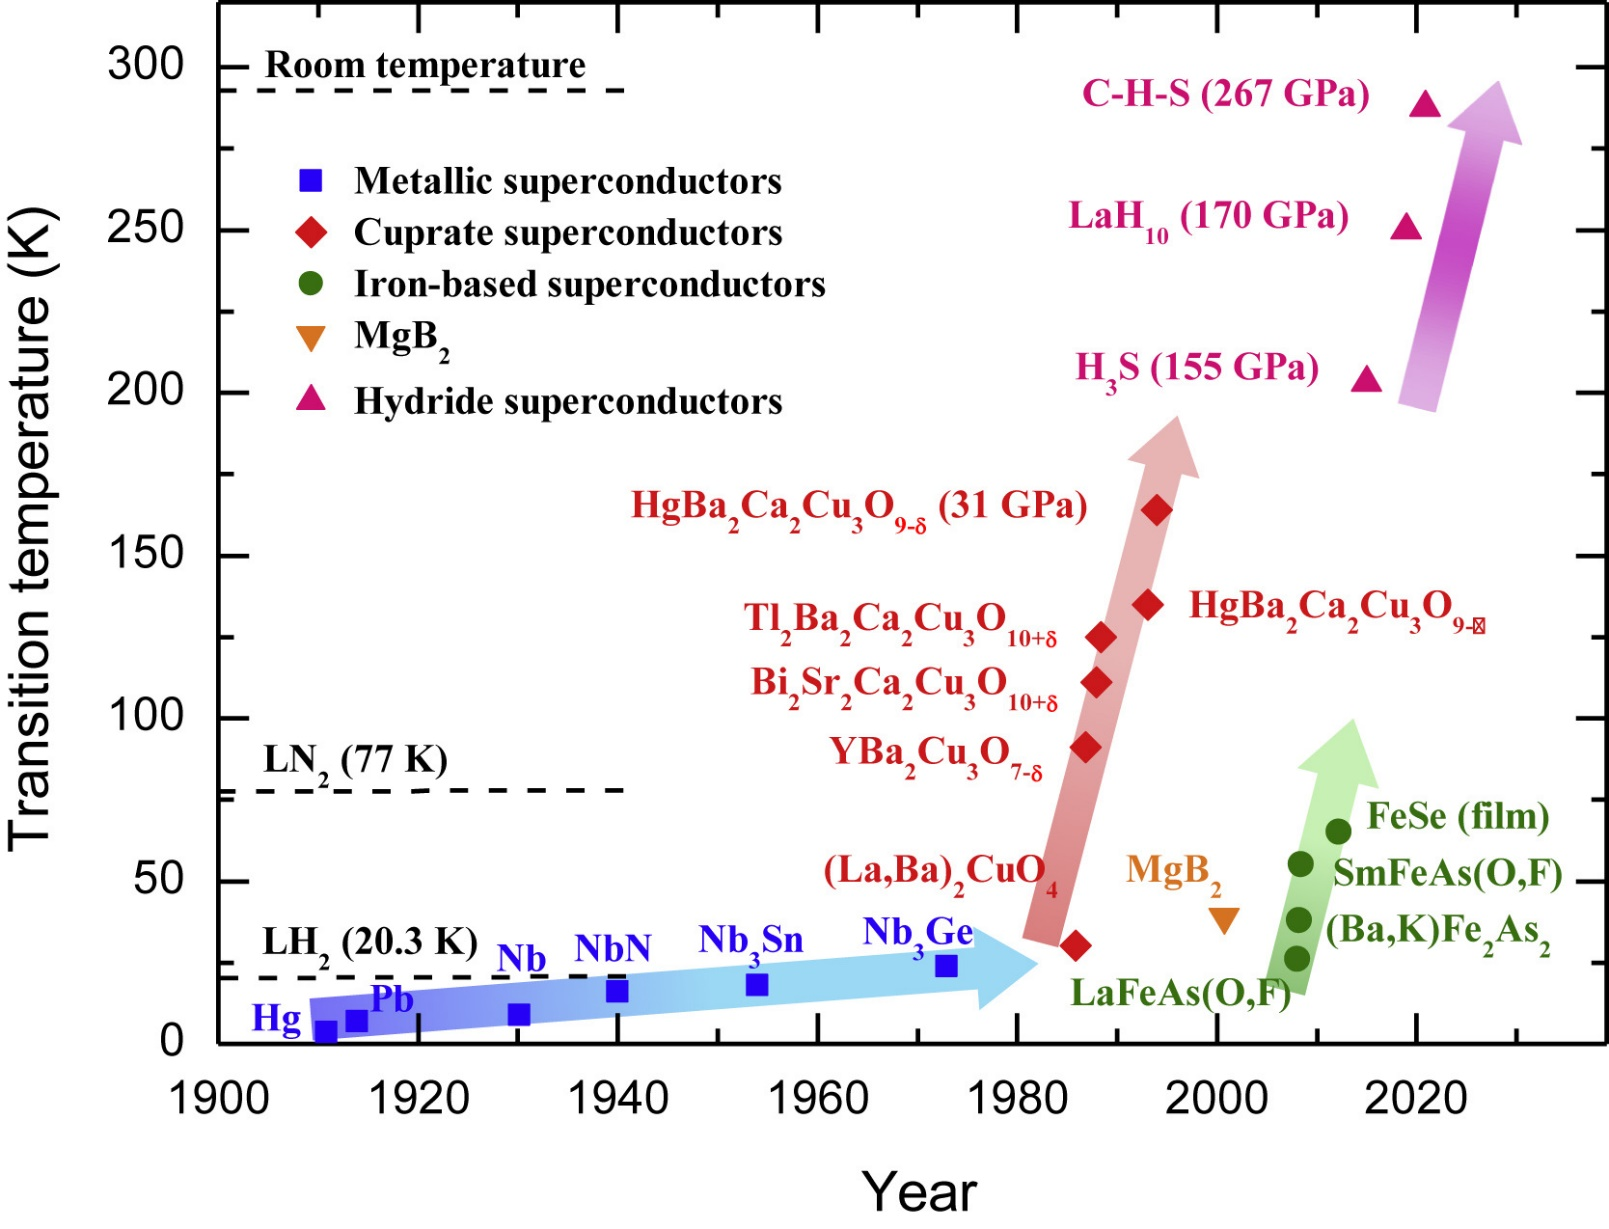 Transition temperature (K)
300
250
200
150
100
50
0
Room temperature
Metallic superconductors
Cuprate superconductors
Iron-based superconductors
MgB₂
Hydride superconductors
C-H-S (267 GPa)
LaH₁₀ (170 GPa)
H₃S (155 GPa)
HgBa₂Ca₂Cu₃O₉₋δ (31 GPa)
HgBa₂Ca₂Cu₃O₉₋
Tl₂Ba₂Ca₂Cu₃O₁₀₊δ
Bi₂Sr₂Ca₂Cu₃O₁₀₊δ
YBa₂Cu₃O₇₋δ
LN₂ (77 K)
FeSe (film)
(La,Ba)₂CuO₄
MgB₂
SmFeAs(O,F)
LH₂ (20.3 K)
Nb
NbN
Nb₃Sn
Nb₃Ge
(Ba,K)Fe₂As₂
Hg
Pb
LaFeAs(O,F)
1900
1920
1940
1960
1980
2000
2020
Year